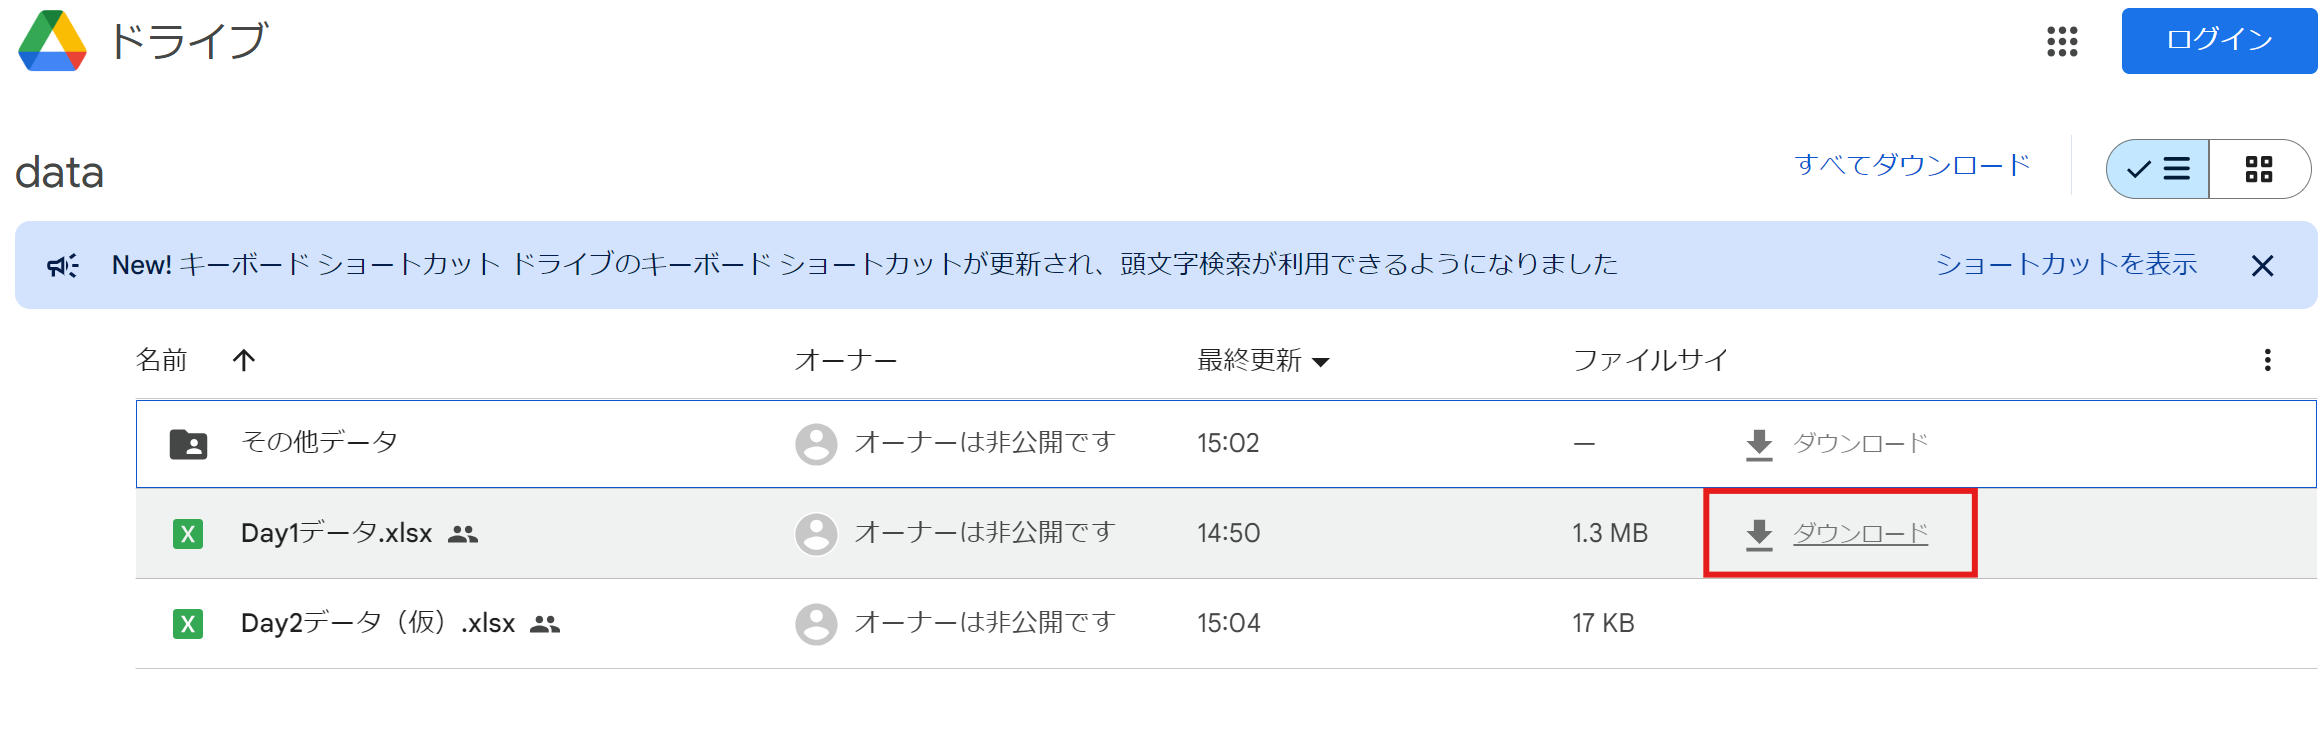 ドライブ
ログイン
data
すべてダウンロード
New! キーボード ショートカット ドライブのキーボード ショートカットが更新され、頭文字検索が利用できるようになりました
ショートカットを表示
名前 オーナー 最終更新 ファイルサイ
その他データ オーナーは非公開です 15:02 — ダウンロード
X Day1データ.xlsx オーナーは非公開です 14:50 1.3 MB ダウンロード
X Day2データ（仮）.xlsx オーナーは非公開です 15:04 17 KB